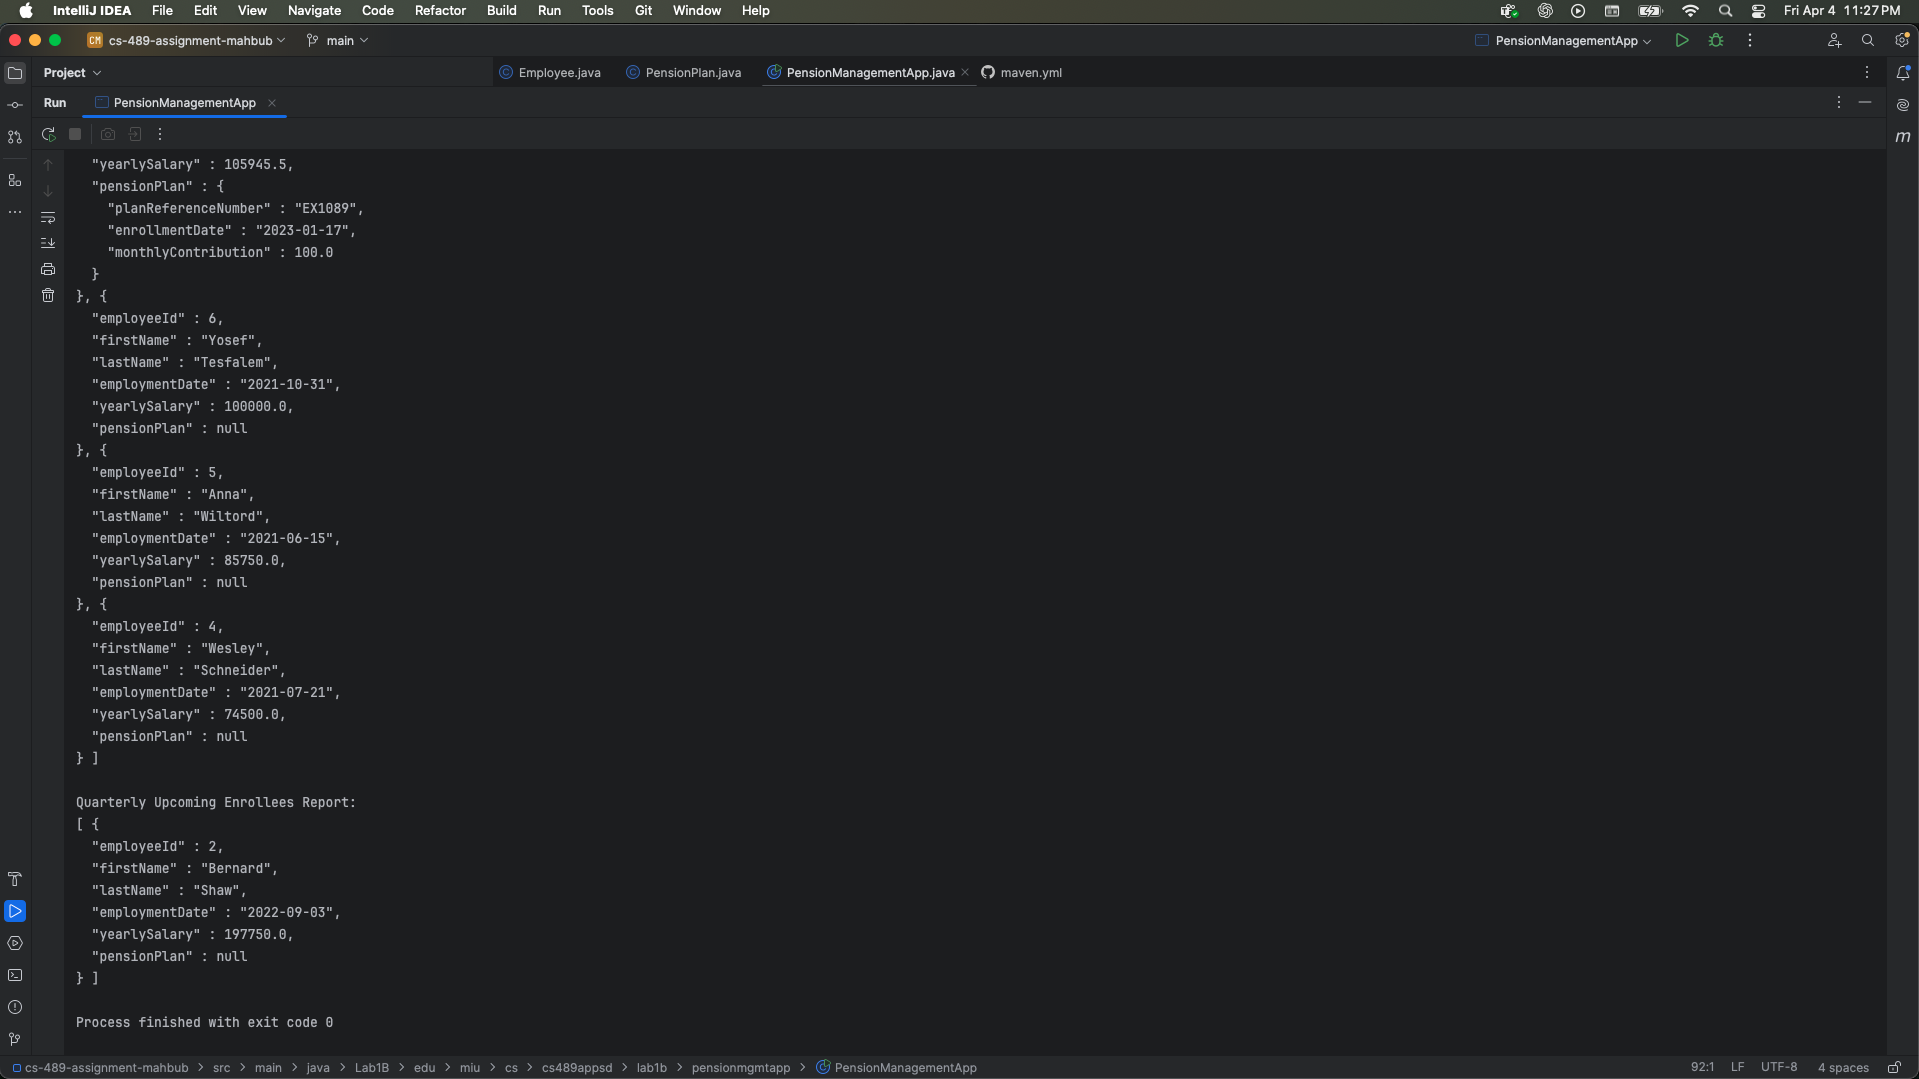 IntelliJ IDEA File Edit View Navigate Code Refactor Build Run Tools Git Window Help Fri Apr 4 11:27 PM
CM cs-489-assignment-mahbub main PensionManagementApp
Project Employee.java PensionPlan.java PensionManagementApp.java maven.yml
Run PensionManagementApp
"yearlySalary" : 105945.5,
"pensionPlan" : {
"planReferenceNumber" : "EX1089",
"enrollmentDate" : "2023-01-17",
"monthlyContribution" : 100.0
}
}, {
"employeeId" : 6,
"firstName" : "Yosef",
"lastName" : "Tesfalem",
"employmentDate" : "2021-10-31",
"yearlySalary" : 100000.0,
"pensionPlan" : null
}, {
"employeeId" : 5,
"firstName" : "Anna",
"lastName" : "Wiltord",
"employmentDate" : "2021-06-15",
"yearlySalary" : 85750.0,
"pensionPlan" : null
}, {
"employeeId" : 4,
"firstName" : "Wesley",
"lastName" : "Schneider",
"employmentDate" : "2021-07-21",
"yearlySalary" : 74500.0,
"pensionPlan" : null
} ]
Quarterly Upcoming Enrollees Report:
[ {
"employeeId" : 2,
"firstName" : "Bernard",
"lastName" : "Shaw",
"employmentDate" : "2022-09-03",
"yearlySalary" : 197750.0,
"pensionPlan" : null
} ]
Process finished with exit code 0
cs-489-assignment-mahbub > src > main > java > Lab1B > edu > miu > cs > cs489appsd > lab1b > pensionmgmtapp > PensionManagementApp 92:1 LF UTF-8 4 spaces